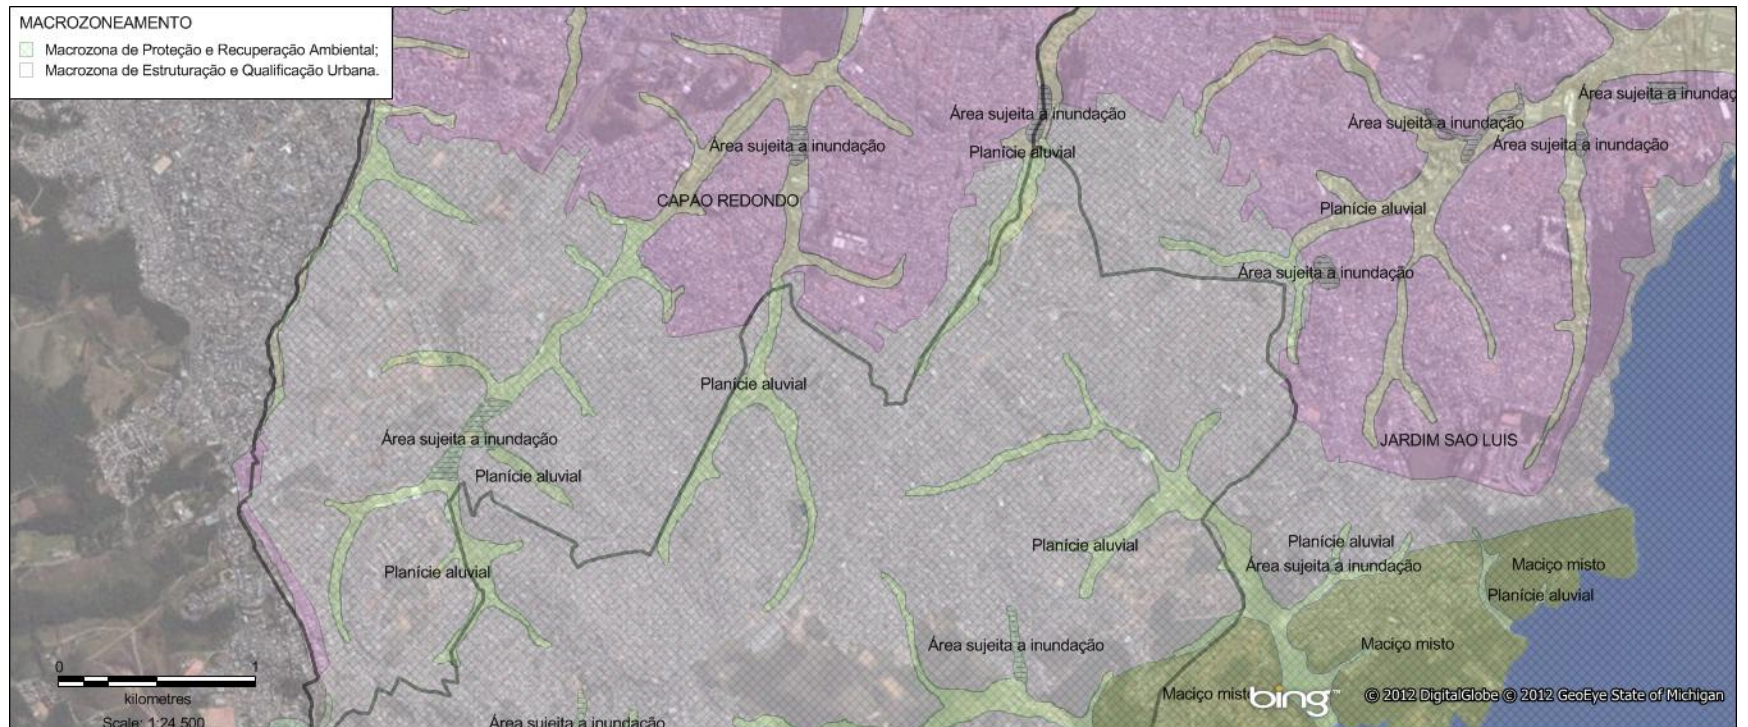 MACROZONEAMENTO
Macrozona de Proteção e Recuperação Ambiental;
Macrozona de Estruturação e Qualificação Urbana.
Área sujeita a inundaç
Área sujeita a inundação
Área sujeita a inundação
Área sujeita a inundação
Área sujeita a inundação
Planície aluvial
CAPÃO REDONDO
Planície aluvial
Área sujeita a inundação
Planície aluvial
Área sujeita a inundação
JARDIM SAO LUIS
Planície aluvial
Planície aluvial
Planície aluvial
Área sujeita a inundação
Maciço misto
Planície aluvial
Planície aluvial
Área sujeita a inundação
Maciço misto
0 1
kilometres
Scale: 1:24.500
Maciço mist
bing™
© 2012 DigitalGlobe © 2012 GeoEye State of Michigan
Área sujeita a inundação